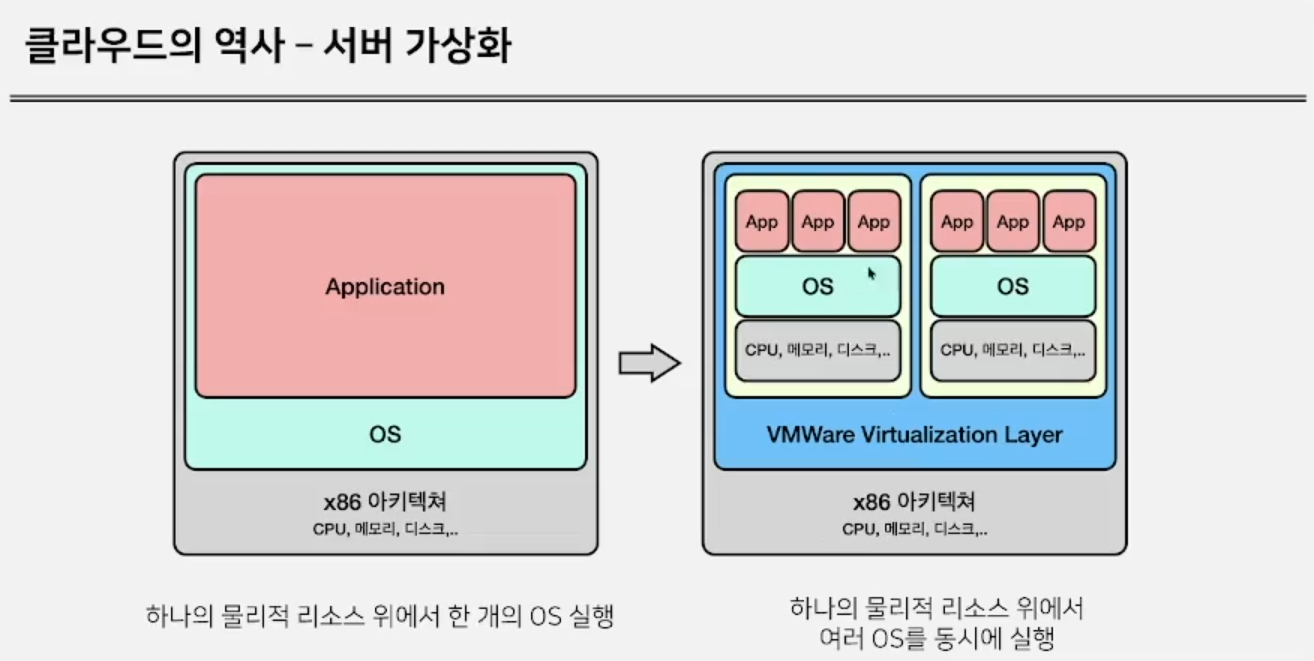 클라우드의 역사 – 서버 가상화
Application
OS
x86 아키텍쳐
CPU, 메모리, 디스크,..
하나의 물리적 리소스 위에서 한 개의 OS 실행
App App App
OS
CPU, 메모리, 디스크,..
App App App
OS
CPU, 메모리, 디스크,..
VMWare Virtualization Layer
x86 아키텍쳐
CPU, 메모리, 디스크,..
하나의 물리적 리소스 위에서
여러 OS를 동시에 실행